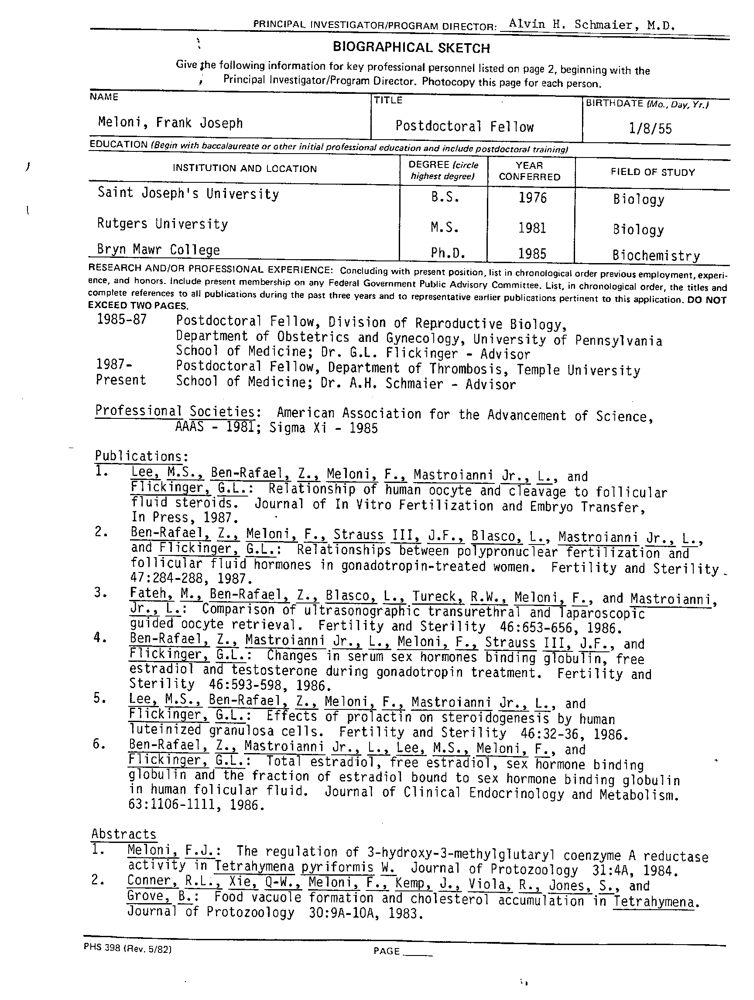 PRINCIPAL INVESTIGATOR/PROGRAM DIRECTOR: Alvin H. Schmaier, M.D.
BIOGRAPHICAL SKETCH
Give the following information for key professional personnel listed on page 2, beginning with the
Principal Investigator/Program Director. Photocopy this page for each person.
NAME TITLE BIRTHDATE (Mo., Day, Yr.)
Meloni, Frank Joseph Postdoctoral Fellow 1/8/55
EDUCATION (Begin with baccalaureate or other initial professional education and include postdoctoral training)
INSTITUTION AND LOCATION DEGREE (circle highest degree) YEAR CONFERRED FIELD OF STUDY
Saint Joseph's University B.S. 1976 Biology
Rutgers University M.S. 1981 Biology
Bryn Mawr College Ph.D. 1985 Biochemistry
RESEARCH AND/OR PROFESSIONAL EXPERIENCE: Concluding with present position, list in chronological order previous employment, experi-
ence, and honors. Include present membership on any Federal Government Public Advisory Committee. List, in chronological order, the titles and
complete references to all publications during the past three years and to representative earlier publications pertinent to this application. DO NOT
EXCEED TWO PAGES.
1985-87 Postdoctoral Fellow, Division of Reproductive Biology,
Department of Obstetrics and Gynecology, University of Pennsylvania
School of Medicine; Dr. G.L. Flickinger - Advisor
1987- Postdoctoral Fellow, Department of Thrombosis, Temple University
Present School of Medicine; Dr. A.H. Schmaier - Advisor
Professional Societies: American Association for the Advancement of Science,
AAAS - 1981; Sigma Xi - 1985
Publications:
1. Lee, M.S., Ben-Rafael, Z., Meloni, F., Mastroianni Jr., L., and
Flickinger, G.L.: Relationship of human oocyte and cleavage to follicular
fluid steroids. Journal of In Vitro Fertilization and Embryo Transfer,
In Press, 1987.
2. Ben-Rafael, Z., Meloni, F., Strauss III, J.F., Blasco, L., Mastroianni Jr., L.,
and Flickinger, G.L.: Relationships between polypronuclear fertilization and
follicular fluid hormones in gonadotropin-treated women. Fertility and Sterility
47:284-288, 1987.
3. Fateh, M., Ben-Rafael, Z., Blasco, L., Tureck, R.W., Meloni, F., and Mastroianni,
Jr., L.: Comparison of ultrasonographic transurethral and laparoscopic
guided oocyte retrieval. Fertility and Sterility 46:653-656, 1986.
4. Ben-Rafael, Z., Mastroianni Jr., L., Meloni, F., Strauss III, J.F., and
Flickinger, G.L.: Changes in serum sex hormones binding globulin, free
estradiol and testosterone during gonadotropin treatment. Fertility and
Sterility 46:593-598, 1986.
5. Lee, M.S., Ben-Rafael, Z., Meloni, F., Mastroianni Jr., L., and
Flickinger, G.L.: Effects of prolactin on steroidogenesis by human
luteinized granulosa cells. Fertility and Sterility 46:32-36, 1986.
6. Ben-Rafael, Z., Mastroianni Jr., L., Lee, M.S., Meloni, F., and
Flickinger, G.L.: Total estradiol, free estradiol, sex hormone binding
globulin and the fraction of estradiol bound to sex hormone binding globulin
in human folicular fluid. Journal of Clinical Endocrinology and Metabolism.
63:1106-1111, 1986.
Abstracts
1. Meloni, F.J.: The regulation of 3-hydroxy-3-methylglutaryl coenzyme A reductase
activity in Tetrahymena pyriformis W. Journal of Protozoology 31:4A, 1984.
2. Conner, R.L., Xie, Q-W., Meloni, F., Kemp, J., Viola, R., Jones, S., and
Grove, B.: Food vacuole formation and cholesterol accumulation in Tetrahymena.
Journal of Protozoology 30:9A-10A, 1983.
PHS 398 (Rev. 5/82) PAGE